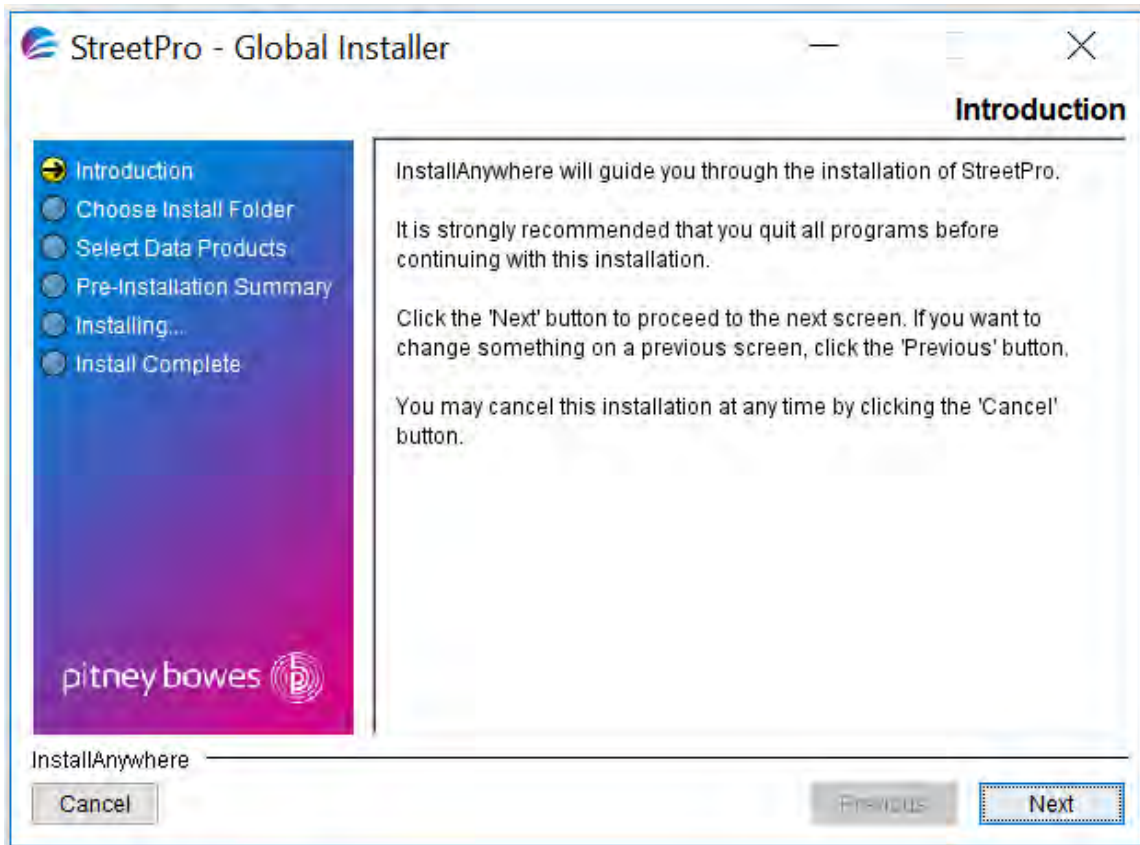 StreetPro - Global Installer
Introduction
Introduction
Choose Install Folder
Select Data Products
Pre-Installation Summary
Installing...
Install Complete
InstallAnywhere will guide you through the installation of StreetPro.
It is strongly recommended that you quit all programs before
continuing with this installation.
Click the 'Next' button to proceed to the next screen. If you want to
change something on a previous screen, click the 'Previous' button.
You may cancel this installation at any time by clicking the 'Cancel'
button.
pitney bowes
InstallAnywhere
Cancel
Previous
Next